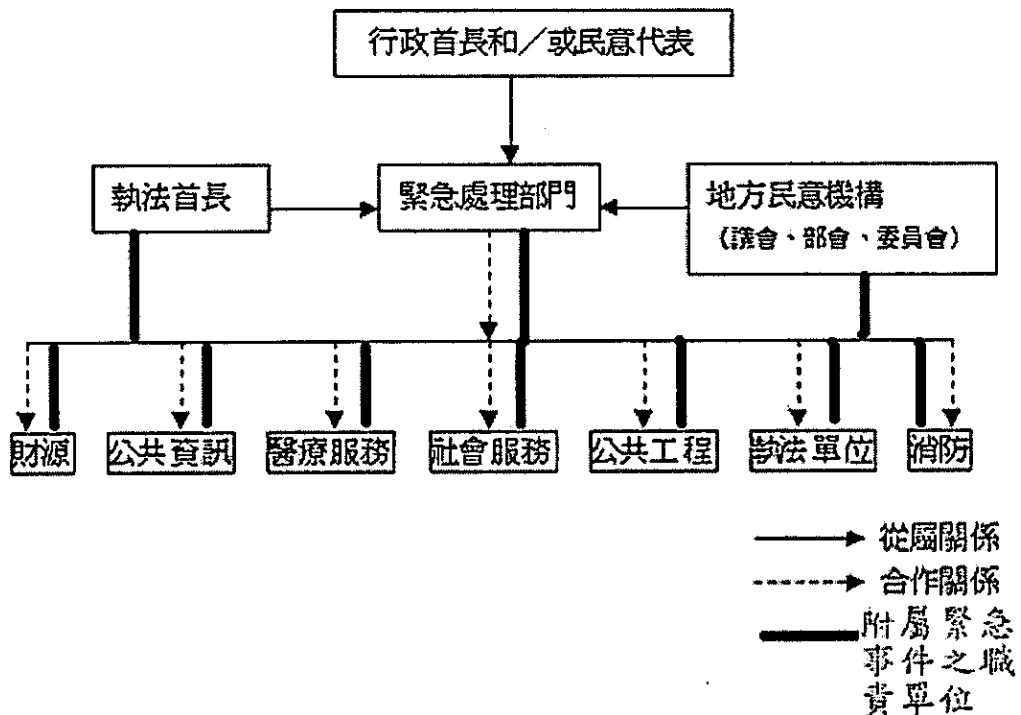 行政首長和／或民意代表
執法首長
緊急處理部門
地方民意機構
(議會、部會、委員會)
財源
公共資訊
醫療服務
社會服務
公共工程
執法單位
消防
從屬關係
合作關係
附屬緊急
事件之職
責單位